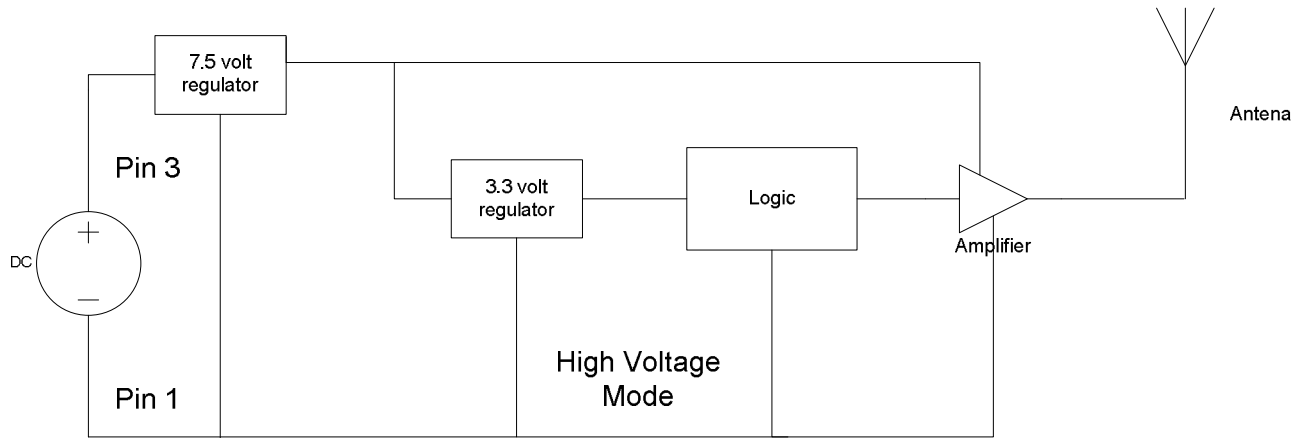 7.5 volt
regulator
Antena
Pin 3
3.3 volt
regulator
Logic
Amplifier
+
DC
−
High Voltage
Mode
Pin 1